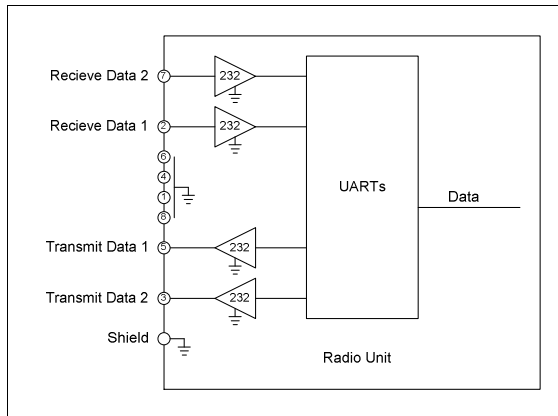 Recieve Data 2
7
232
Recieve Data 1
2
232
6
4
1
8
UARTs
Data
Transmit Data 1
5
232
Transmit Data 2
3
232
Shield
Radio Unit